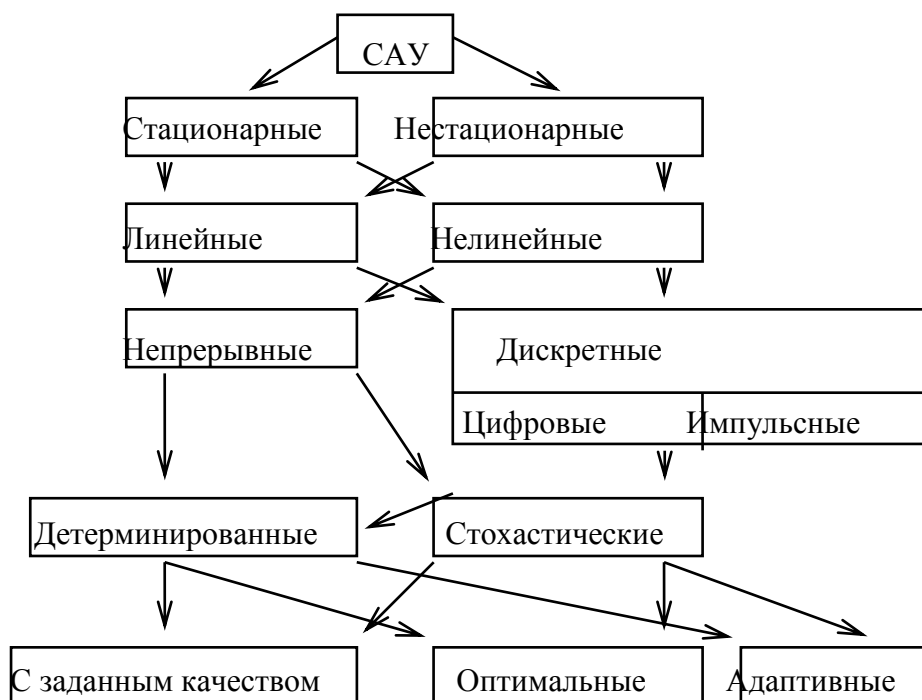 САУ
Стационарные Нестационарные
Линейные Нелинейные
Непрерывные Дискретные
Цифровые Импульсные
Детерминированные Стохастические
С заданным качеством Оптимальные Адаптивные